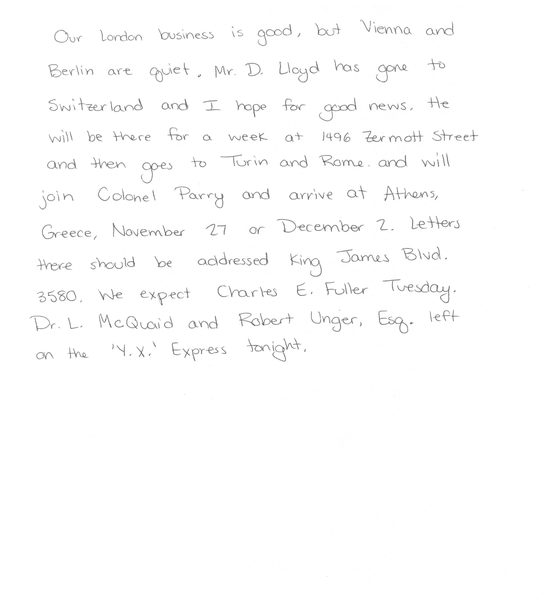 Our London business is good, but Vienna and
Berlin are quiet. Mr. D. Lloyd has gone to
Switzerland and I hope for good news. He
will be there for a week at 1496 Zermott Street
and then goes to Turin and Rome. and will
join Colonel Parry and arrive at Athens,
Greece, November 27 or December 2. Letters
there should be addressed King James Blvd.
3580. We expect Charles E. Fuller Tuesday.
Dr. L. McQuaid and Robert Unger, Esq. left
on the 'Y.X.' Express tonight.